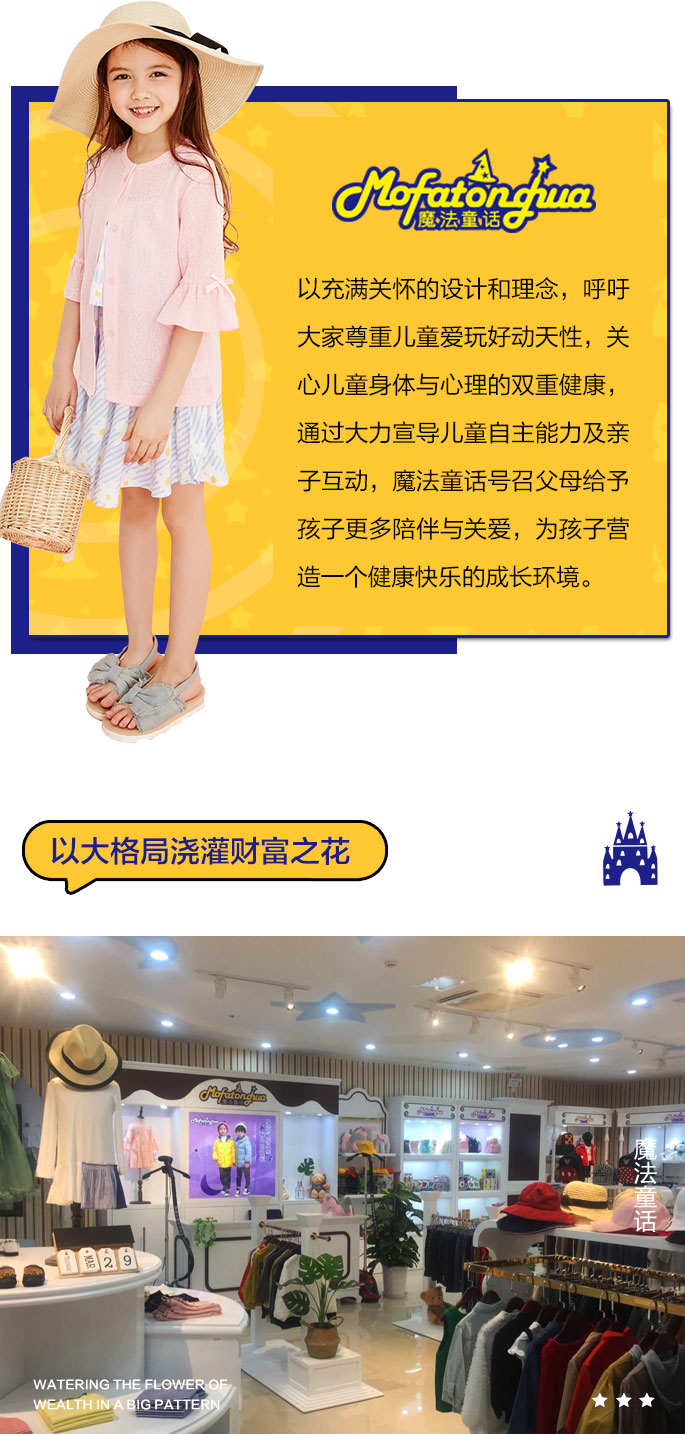 Mofatonghua
魔法童话
以充满关怀的设计和理念，呼吁
大家尊重儿童爱玩好动天性，关
心儿童身体与心理的双重健康，
通过大力宣导儿童自主能力及亲
子互动，魔法童话号召父母给予
孩子更多陪伴与关爱，为孩子营
造一个健康快乐的成长环境。
以大格局浇灌财富之花
Mofatonghua
Mofatonghua
魔法童话
MAR
2 9
WATERING THE FLOWER OF
WEALTH IN A BIG PATTERN